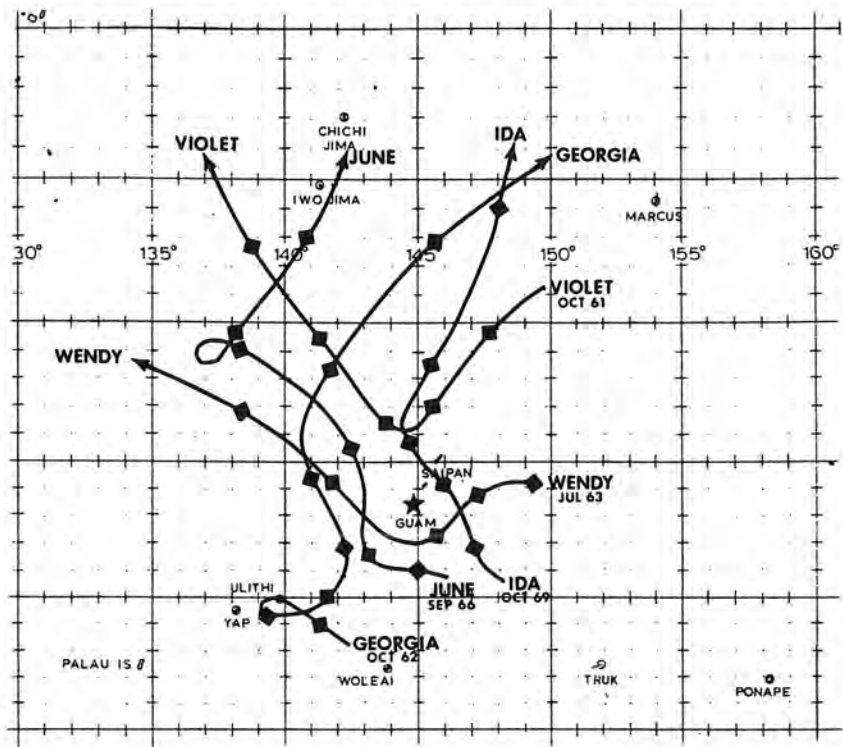 CHICHI
JIMA
VIOLET
JUNE
IDA
GEORGIA
IWO JIMA
MARCUS
30°
135°
140°
145°
150°
155°
160°
VIOLET
OCT 61
WENDY
SAIPAN
WENDY
JUL 63
GUAM
ULITHI
YAP
JUNE
SEP 66
IDA
OCT 69
GEORGIA
OCT 62
PALAU IS
WOLEAI
TRUK
PONAPE